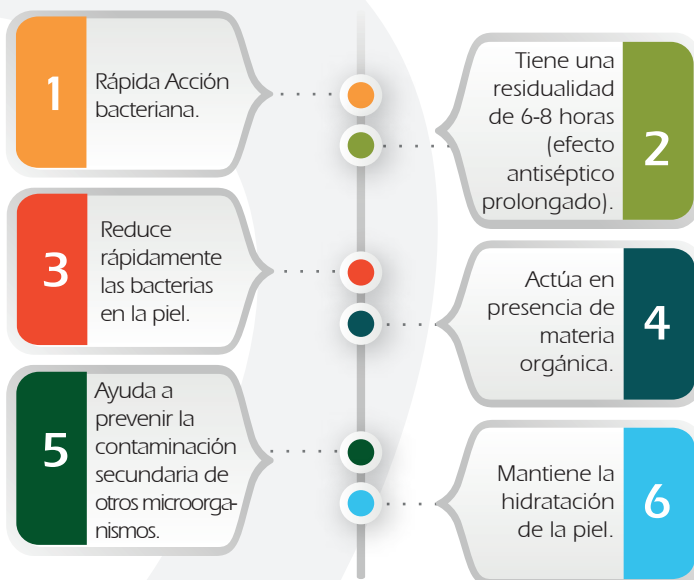 1
Rápida Acción
bacteriana.
2
Tiene una
residualidad
de 6-8 horas
(efecto
antiséptico
prolongado).
3
Reduce
rápidamente
las bacterias
en la piel.
4
Actúa en
presencia de
materia
orgánica.
5
Ayuda a
prevenir la
contaminación
secundaria de
otros microorga-
nismos.
6
Mantiene la
hidratación
de la piel.